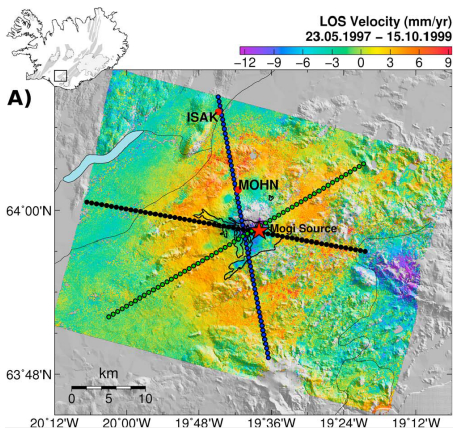 LOS Velocity (mm/yr)
23.05.1997 − 15.10.1999
−12 −9 −6 −3 0 3 6 9
A)
ISAK
MOHN
Mogi Source
64°00'N
km
0 5 10
63°48'N
20°12'W 20°00'W 19°48'W 19°36'W 19°24'W 19°12'W